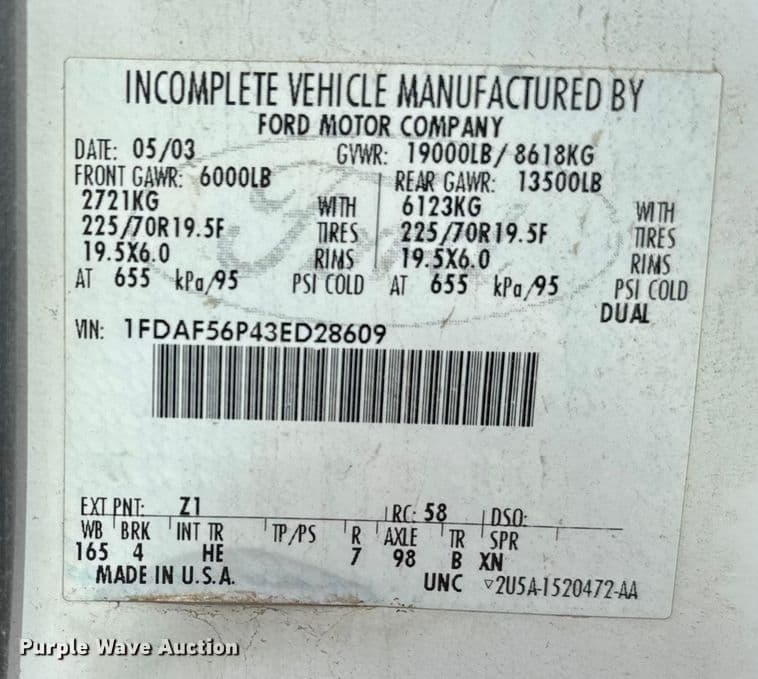 INCOMPLETE VEHICLE MANUFACTURED BY
FORD MOTOR COMPANY
DATE: 05/03 GVWR: 19000LB/ 8618KG
FRONT GAWR: 6000LB REAR GAWR: 13500LB
2721KG WITH 6123KG WITH
225/70R19.5F TIRES 225/70R19.5F TIRES
19.5X6.0 RIMS 19.5X6.0 RIMS
AT 655 kPa/95 PSI COLD AT 655 kPa/95 PSI COLD
DUAL
VIN: 1FDAF56P43ED28609
EXT PNT: Z1 RC: 58 DSO:
WB BRK INT TR TP/PS R AXLE TR SPR
165 4 HE 7 98 B XN
MADE IN U.S.A. UNC ▽2U5A-1520472-AA
Ford
Purple Wave Auction